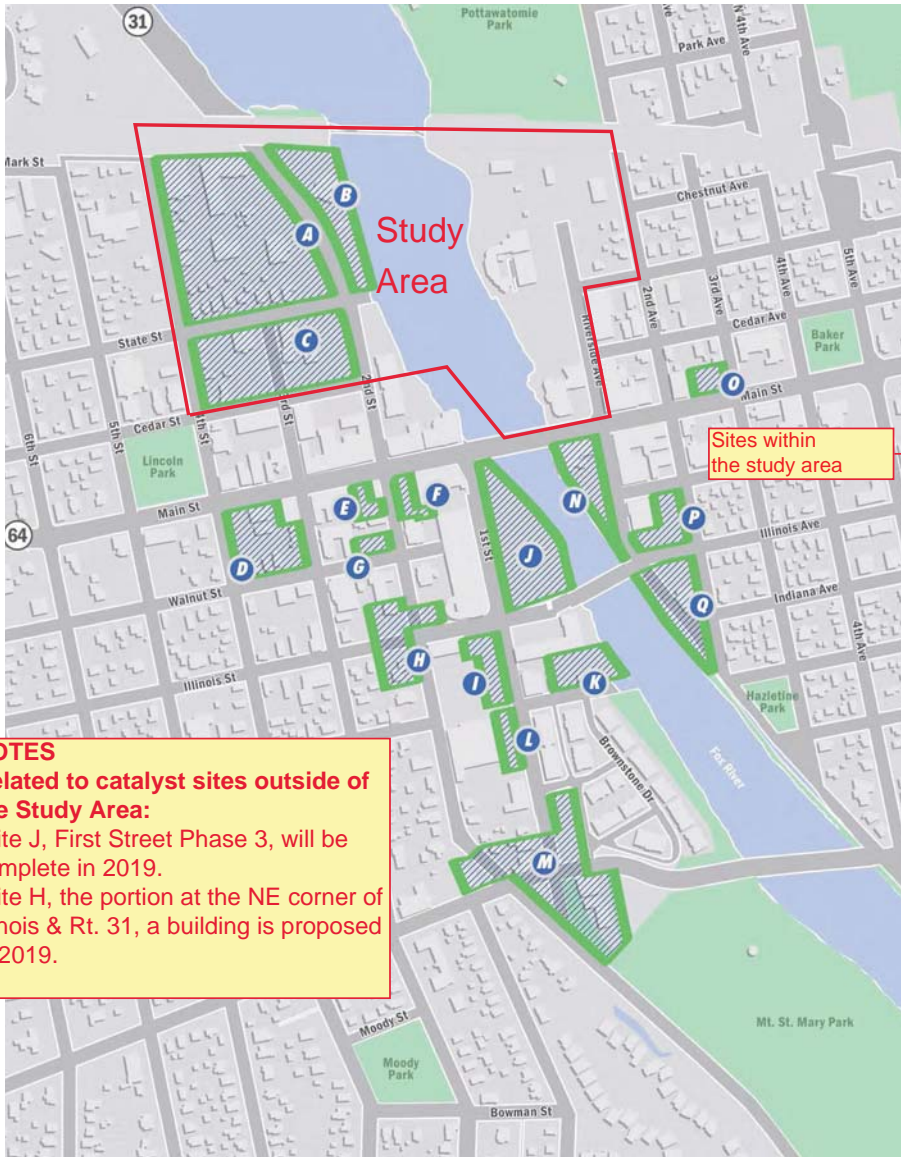 31
Pottawatomie
Park
Park Ave
N 4th Ave
Mark St
Chestnut Ave
B
A
Study
Area
2nd Ave
3rd Ave
4th Ave
5th Ave
Cedar Ave
State St
C
Riverside Ave
Baker
Park
O
Main St
6th St
5th St
Cedar St
4th St
3rd St
2nd St
Lincoln
Park
Sites within
the study area
Main St
64
E
F
N
P
1st St
Illinois Ave
D
G
J
Walnut St
Q
Indiana Ave
4th Ave
H
I
K
Illinois St
Hazletine
Park
L
Brownstone Dr
Fox River
OTES
elated to catalyst sites outside of
e Study Area:
ite J, First Street Phase 3, will be
mplete in 2019.
ite H, the portion at the NE corner of
nois & Rt. 31, a building is proposed
2019.
M
Moody St
Mt. St. Mary Park
Moody
Park
Bowman St